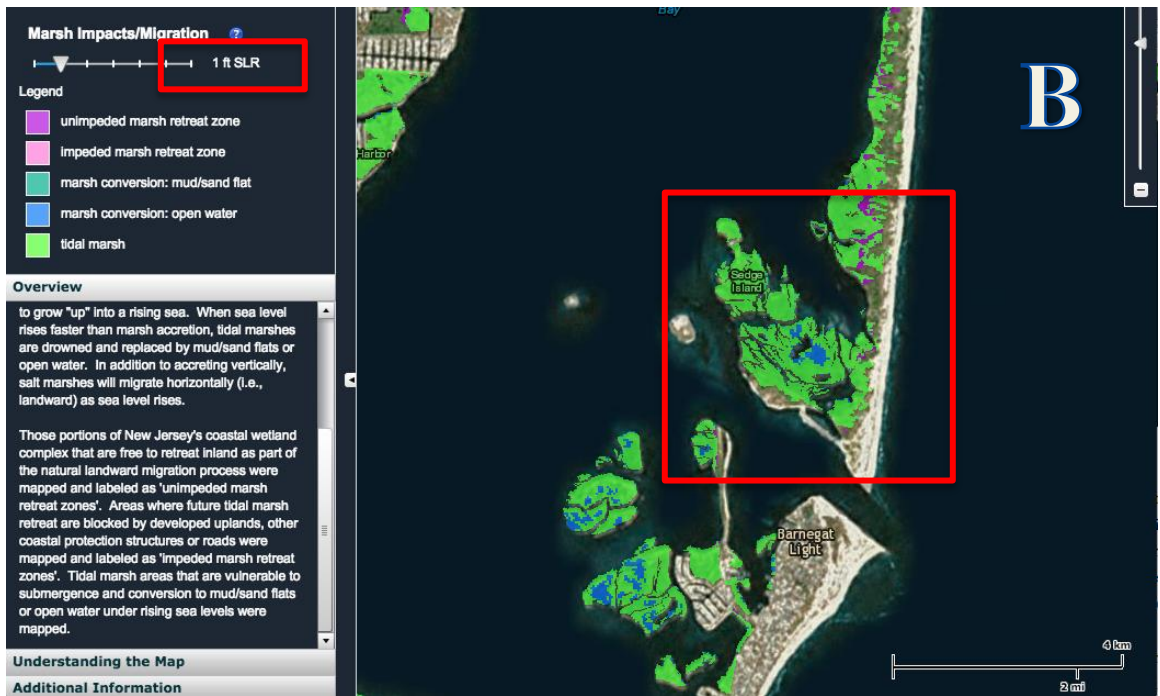 Marsh Impacts/Migration ?
1 ft SLR
Legend
unimpeded marsh retreat zone
impeded marsh retreat zone
marsh conversion: mud/sand flat
marsh conversion: open water
tidal marsh
Overview
to grow "up" into a rising sea. When sea level
rises faster than marsh accretion, tidal marshes
are drowned and replaced by mud/sand flats or
open water. In addition to accreting vertically,
salt marshes will migrate horizontally (i.e.,
landward) as sea level rises.
Those portions of New Jersey's coastal wetland
complex that are free to retreat inland as part of
the natural landward migration process were
mapped and labeled as 'unimpeded marsh
retreat zones'. Areas where future tidal marsh
retreat are blocked by developed uplands, other
coastal protection structures or roads were
mapped and labeled as 'impeded marsh retreat
zones'. Tidal marsh areas that are vulnerable to
submergence and conversion to mud/sand flats
or open water under rising sea levels were
mapped.
Understanding the Map
Additional Information
Bay
B
Harbor
Sedge
Island
Barnegat
Light
4 km
2 mi